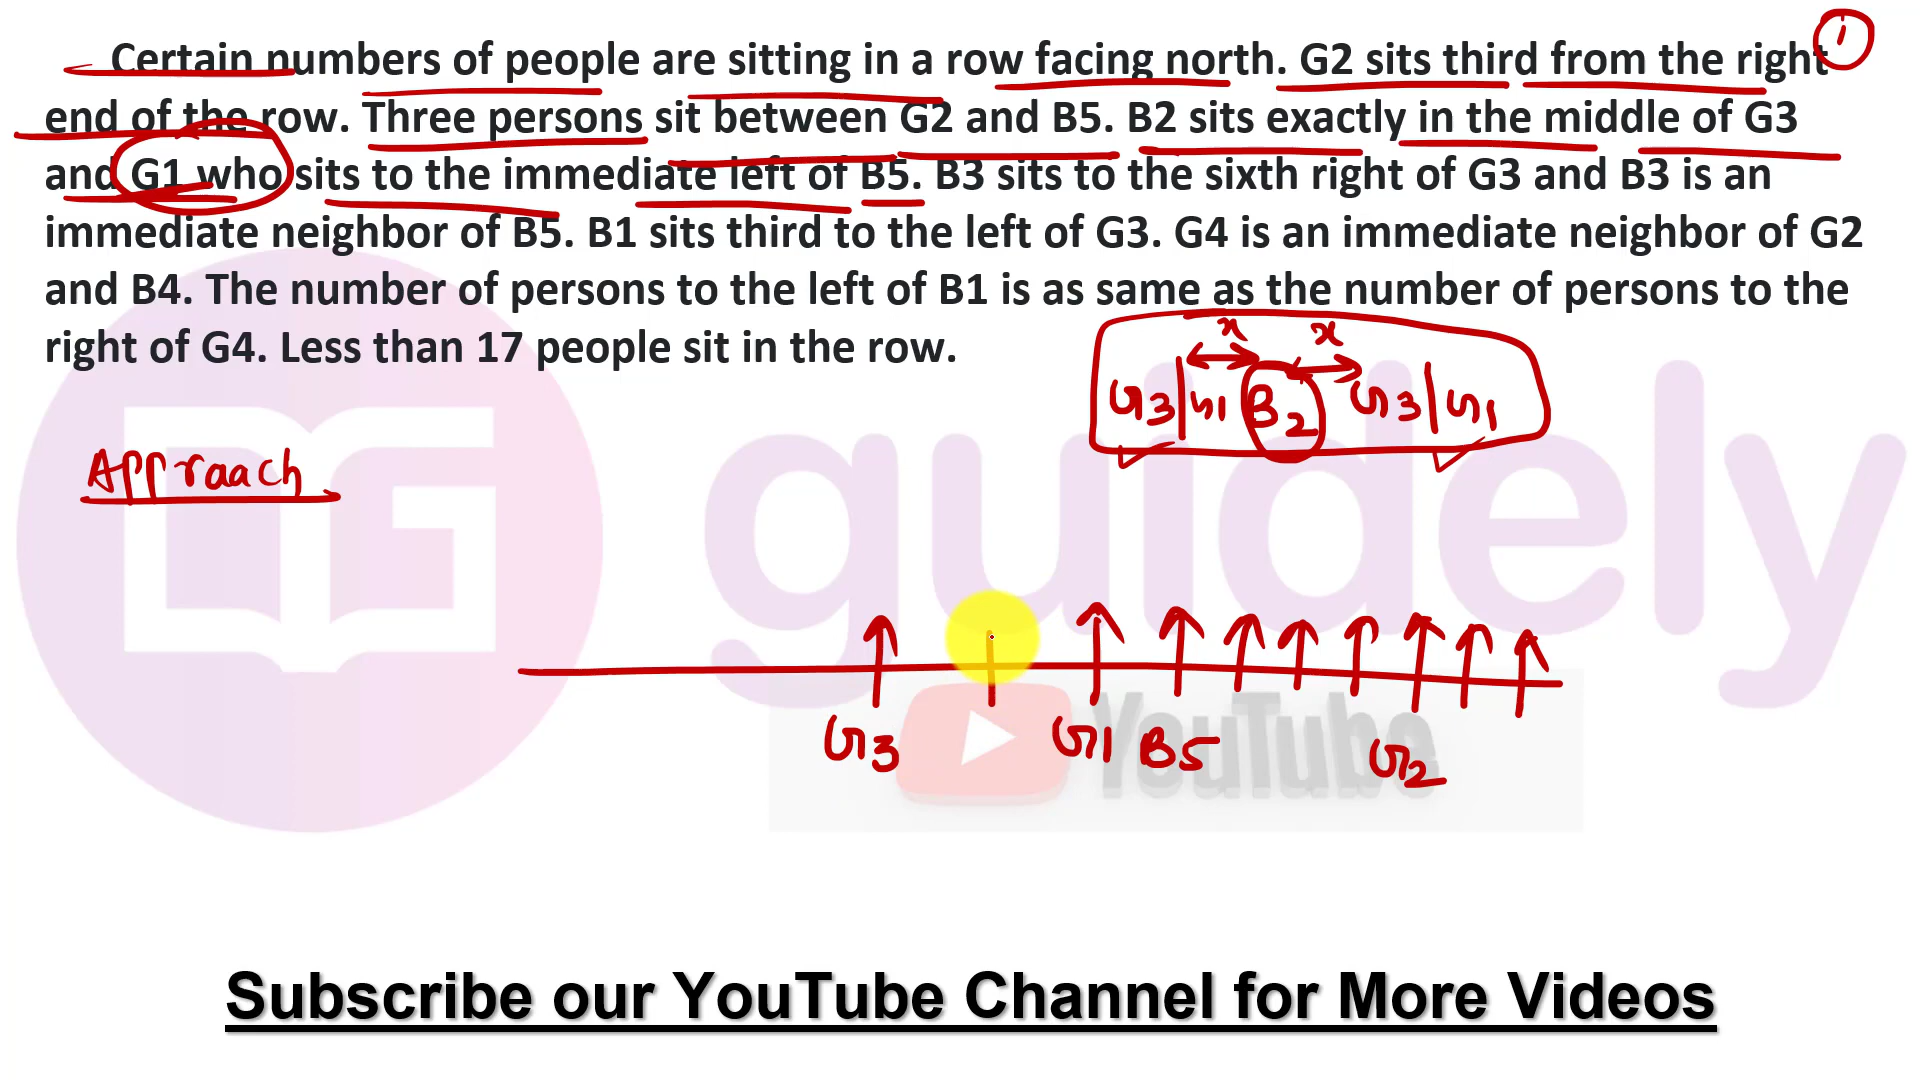 Certain numbers of people are sitting in a row facing north. G2 sits third from the right
end of the row. Three persons sit between G2 and B5. B2 sits exactly in the middle of G3
and G1 who sits to the immediate left of B5. B3 sits to the sixth right of G3 and B3 is an
immediate neighbor of B5. B1 sits third to the left of G3. G4 is an immediate neighbor of G2
and B4. The number of persons to the left of B1 is as same as the number of persons to the
right of G4. Less than 17 people sit in the row.
x x
G3 | G1 B2 G3 | G1
Appraach
guidely
G3 G1 B5 G2
YouTube
Subscribe our YouTube Channel for More Videos